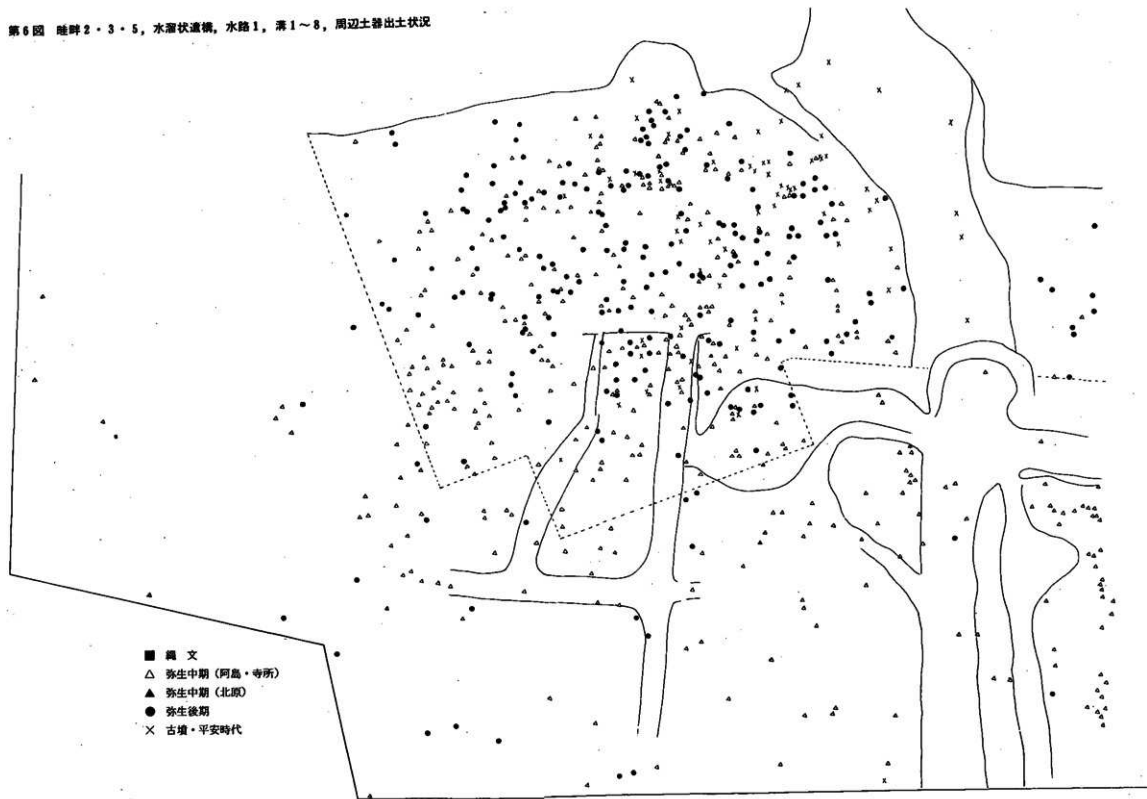 第6図 畦畔2・3・5，水溜状遺構，水路1，溝1～8，周辺土器出土状況
■ 縄文
△ 弥生中期（阿島・寺所）
▲ 弥生中期（北原）
● 弥生後期
× 古墳・平安時代